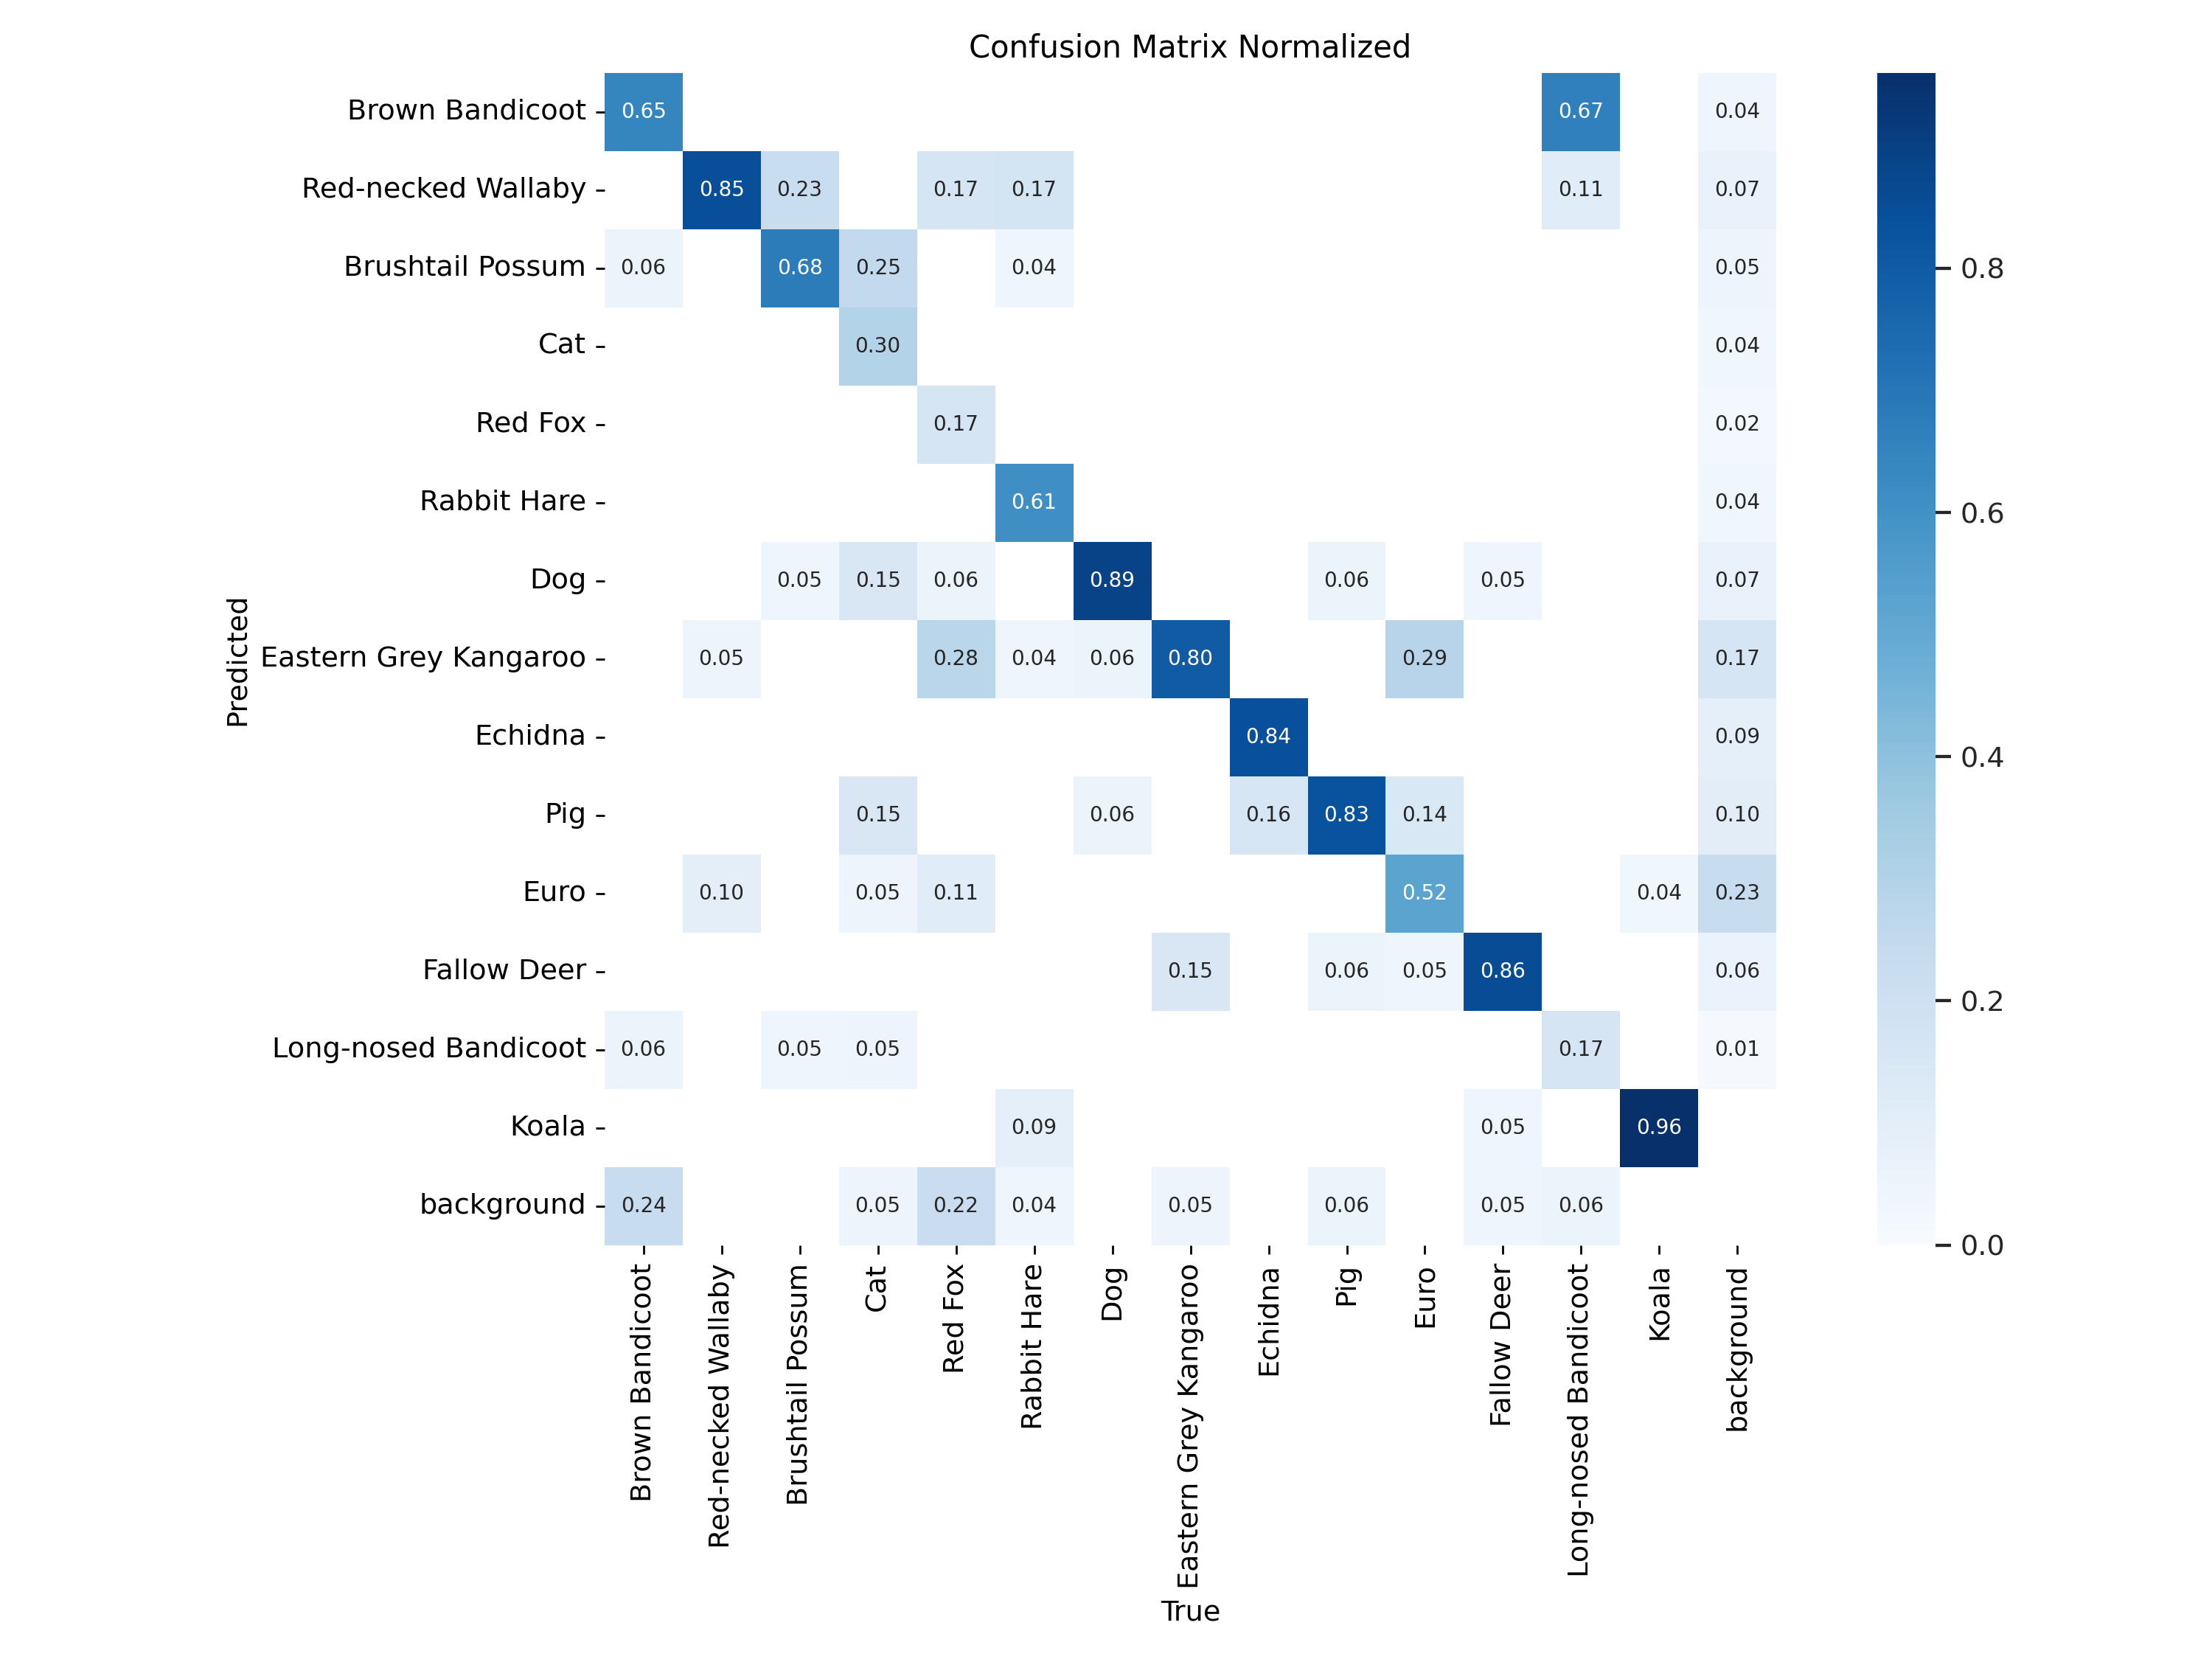 Confusion Matrix Normalized
Brown Bandicoot 0.65 0.67 0.04
Red-necked Wallaby 0.85 0.23 0.17 0.17 0.11 0.07
Brushtail Possum 0.06 0.68 0.25 0.04 0.05 0.8
Cat 0.30 0.04
Red Fox 0.17 0.02
Rabbit Hare 0.61 0.04 0.6
Dog 0.05 0.15 0.06 0.89 0.06 0.05 0.07
Predicted
Eastern Grey Kangaroo 0.05 0.28 0.04 0.06 0.80 0.29 0.17
Echidna 0.84 0.09 0.4
Pig 0.15 0.06 0.16 0.83 0.14 0.10
Euro 0.10 0.05 0.11 0.52 0.04 0.23
Fallow Deer 0.15 0.06 0.05 0.86 0.06 0.2
Long-nosed Bandicoot 0.06 0.05 0.05 0.17 0.01
Koala 0.09 0.05 0.96
background 0.24 0.05 0.22 0.04 0.05 0.06 0.05 0.06 0.0
Brown Bandicoot
Red-necked Wallaby
Brushtail Possum
Cat
Red Fox
Rabbit Hare
Dog
Eastern Grey Kangaroo
Echidna
Pig
Euro
Fallow Deer
Long-nosed Bandicoot
Koala
background
True